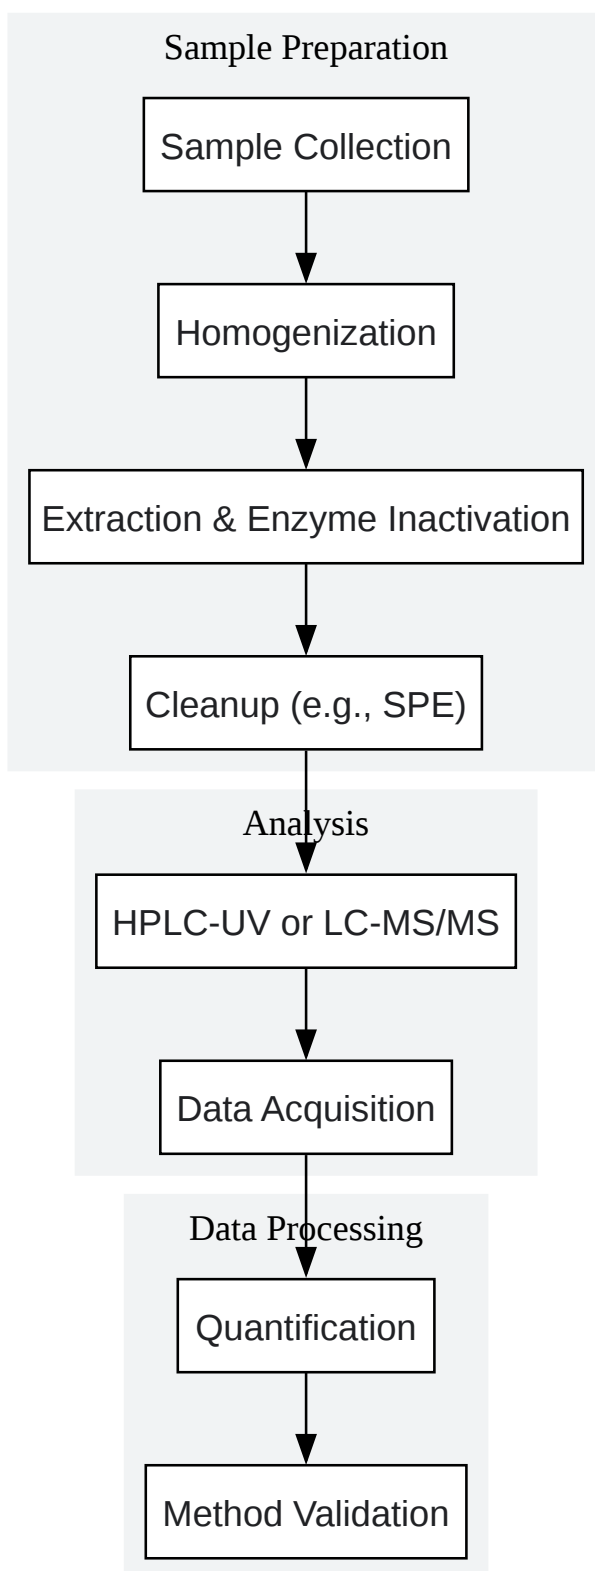 Sample Preparation
Sample Collection
Homogenization
Extraction & Enzyme Inactivation
Cleanup (e.g., SPE)
Analysis
HPLC-UV or LC-MS/MS
Data Acquisition
Data Processing
Quantification
Method Validation